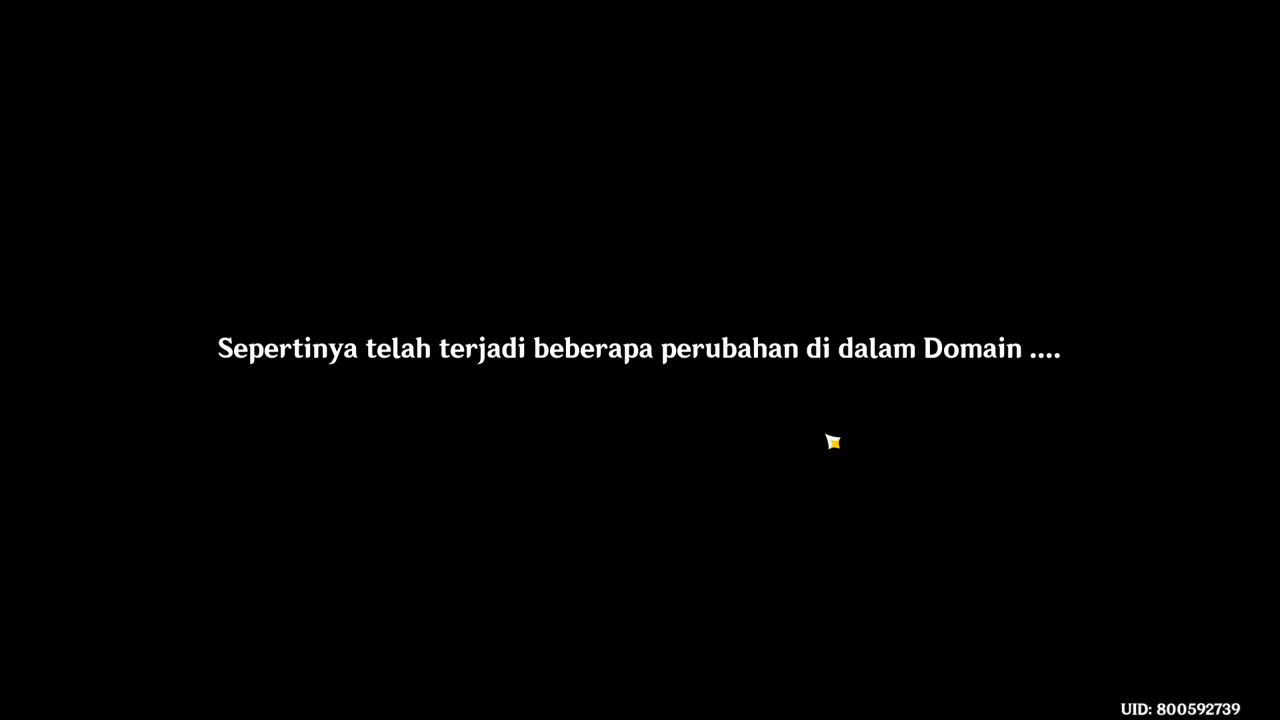 Sepertinya telah terjadi beberapa perubahan di dalam Domain ....
UID: 800592739